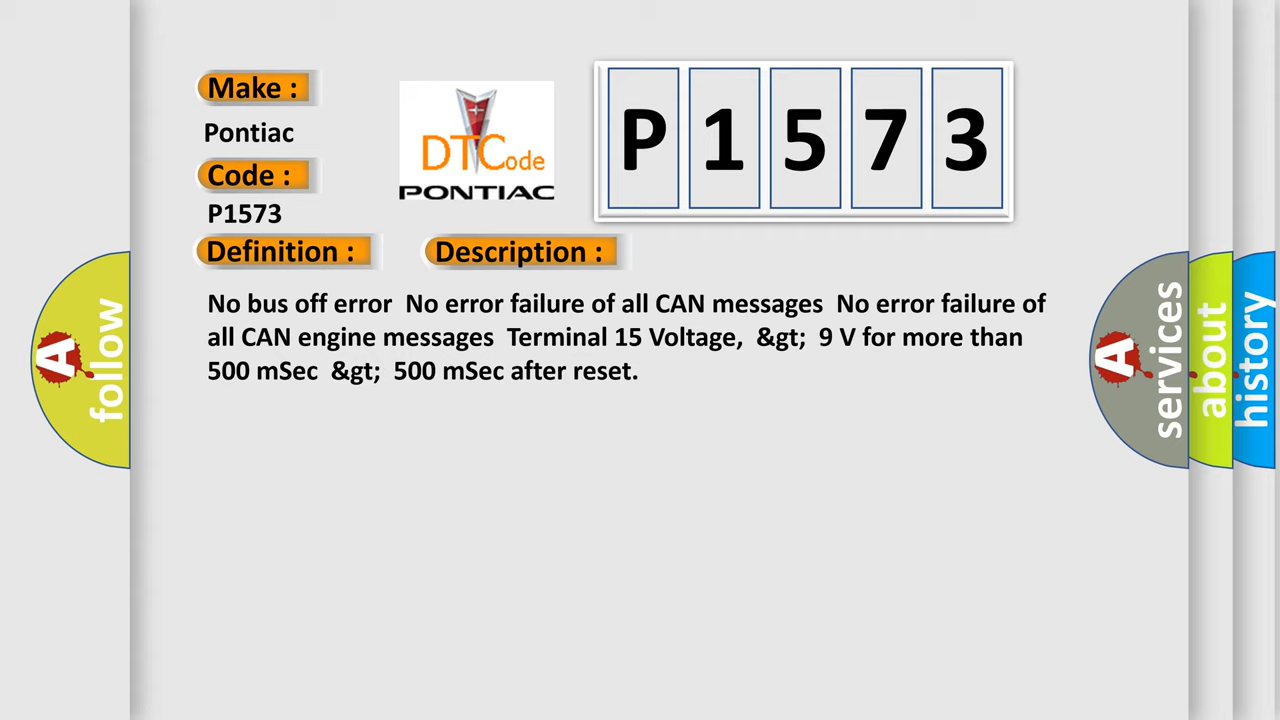 Make :
Pontiac
Code :
P1573
DTCode
PONTIAC
P 1 5 7 3
Definition :
Description :
No bus off error  No error failure of all CAN messages  No error failure of
all CAN engine messages  Terminal 15 Voltage,  &gt;  9 V for more than
500 mSec  &gt;  500 mSec after reset.
A
follow
A
services
about
history